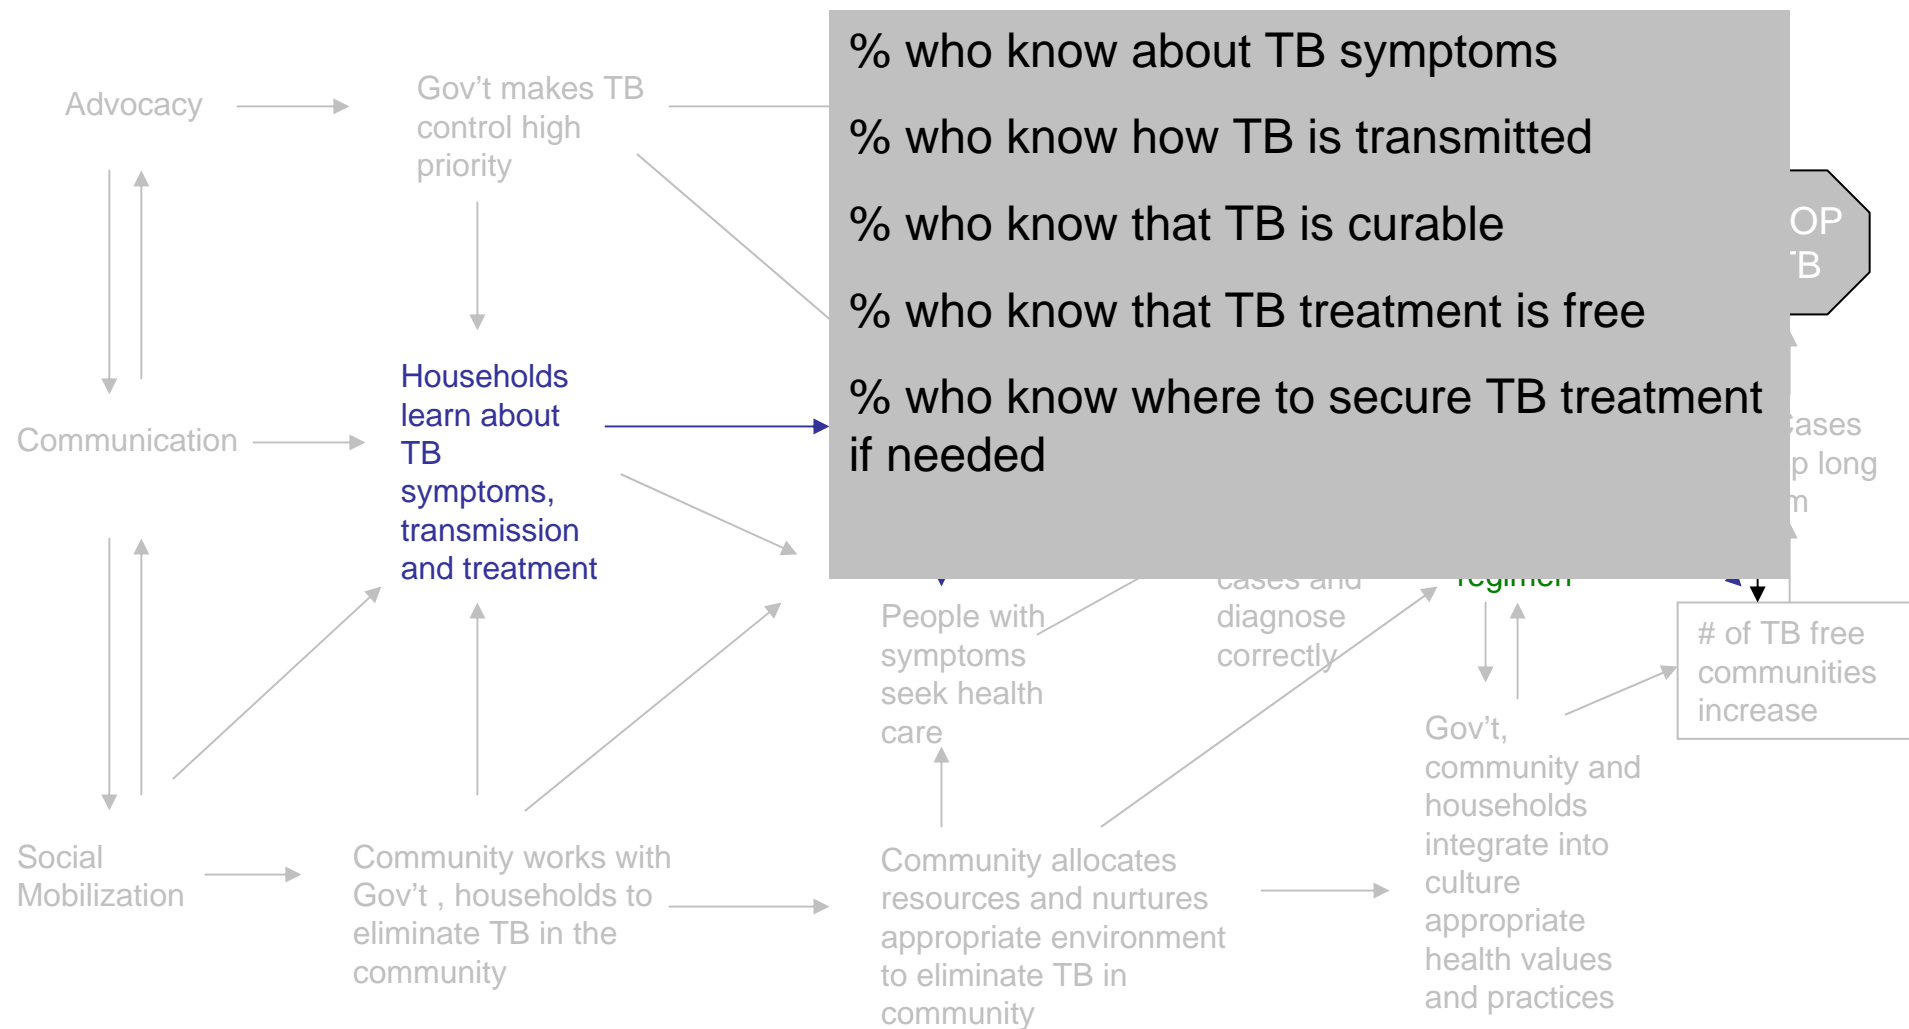 % who know about TB symptoms
% who know how TB is transmitted
% who know that TB is curable
% who know that TB treatment is free
% who know where to secure TB treatment
if needed
Advocacy
Gov't makes TB
control high
priority
OP
Households
learn about
TB
symptoms,
transmission
and treatment
Communication
p long
cases and
diagnose
correctly
regimen
People with
symptoms
seek health
care
# of TB free
communities
increase
Gov't,
community and
households
integrate into
culture
appropriate
health values
and practices
Social
Mobilization
Community works with
Gov't , households to
eliminate TB in the
community
Community allocates
resources and nurtures
appropriate environment
to eliminate TB in
community